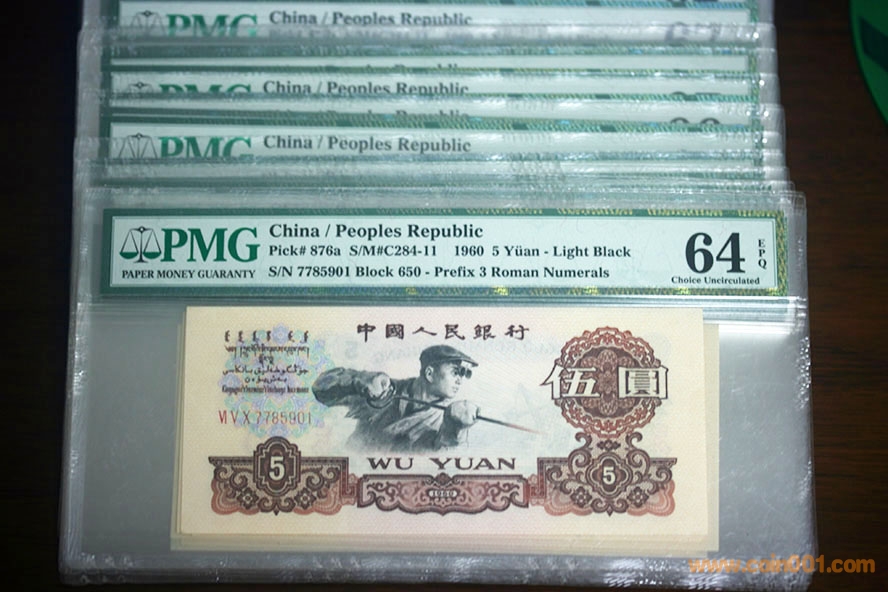 PMG China / Peoples Republic
China / Peoples Republic
PMG China / Peoples Republic
PMG
PAPER MONEY GUARANTY
China / Peoples Republic
Pick# 876a S/M#C284-11 1960 5 Yüan - Light Black
S/N 7785901 Block 650 - Prefix 3 Roman Numerals
64 EPQ
Choice Uncirculated
中國人民銀行
伍圓
VI V X 7785901
WU YUAN
5
1960
5
www.coin001.com